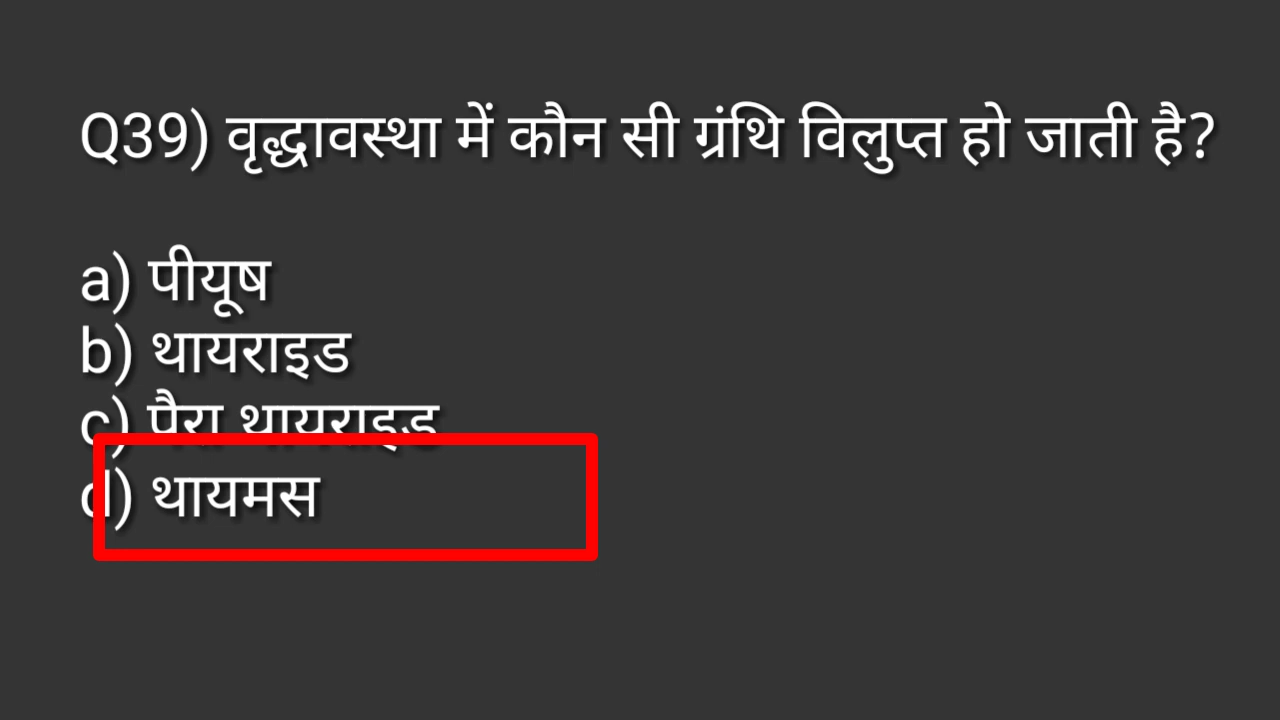 Q39) वृद्धावस्था में कौन सी ग्रंथि विलुप्त हो जाती है?
a) पीयूष
b) थायराइड
c) पैरा थायराइड
d) थायमस